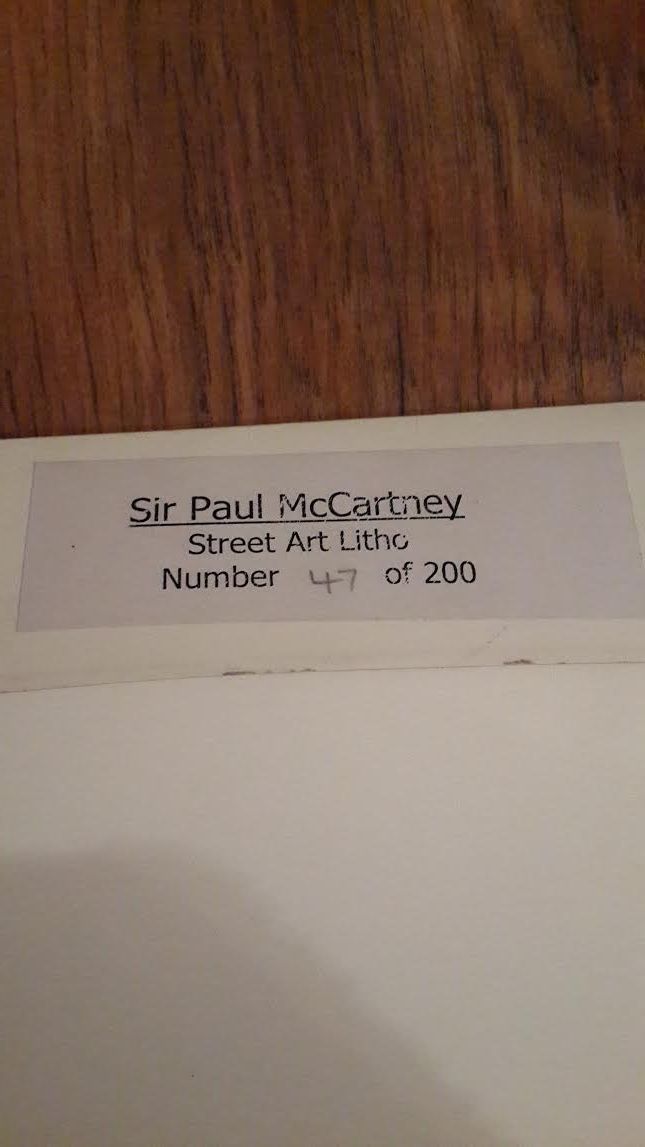 Sir Paul McCartney
Street Art Litho
Number 47 of 200